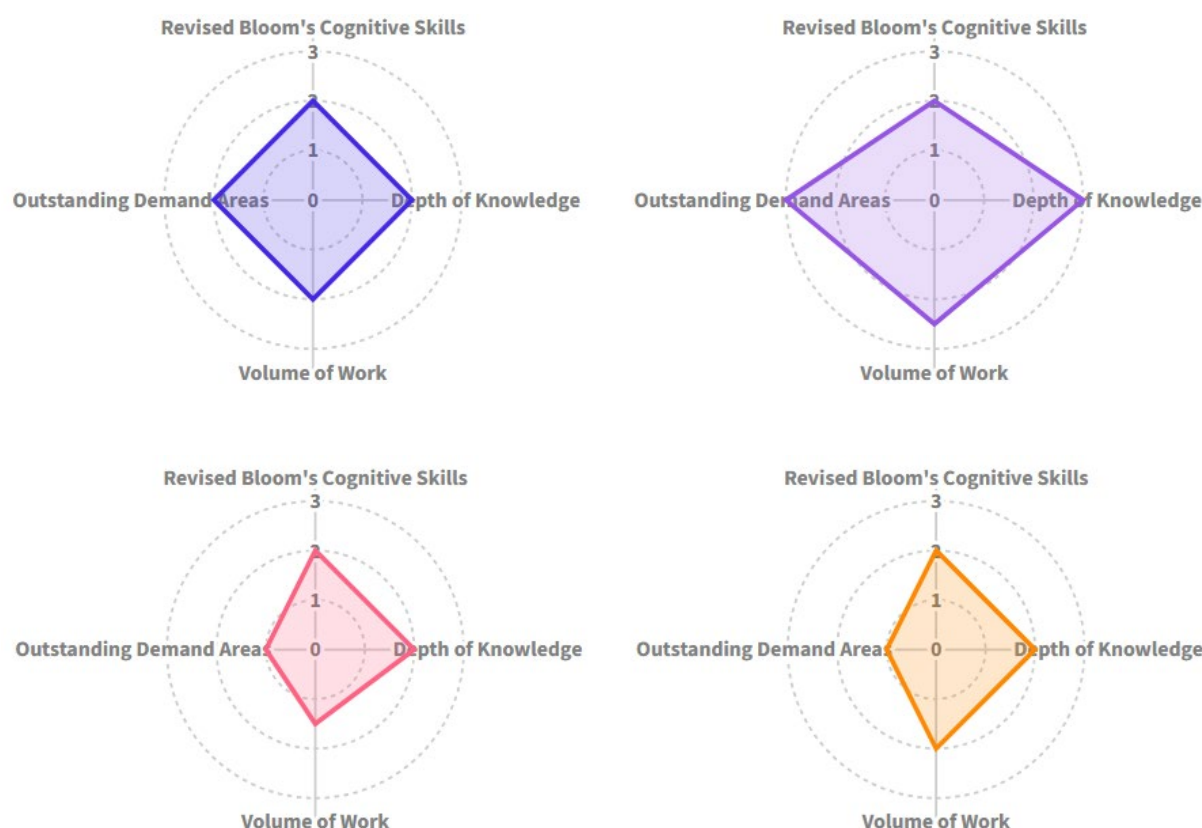 Revised Bloom's Cognitive Skills
3
2
1
Outstanding Demand Areas 0 Depth of Knowledge
Volume of Work
Revised Bloom's Cognitive Skills
3
2
1
Outstanding Demand Areas 0 Depth of Knowledge
Volume of Work
Revised Bloom's Cognitive Skills
3
2
1
Outstanding Demand Areas 0 Depth of Knowledge
Volume of Work
Revised Bloom's Cognitive Skills
3
2
1
Outstanding Demand Areas 0 Depth of Knowledge
Volume of Work